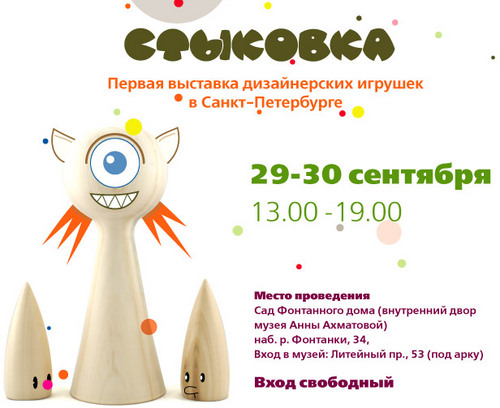 СТЫКОВКА
Первая выставка дизайнерских игрушек
в Санкт-Петербурге
29-30 сентября
13.00 -19.00
Место проведения
Сад Фонтанного дома (внутренний двор
музея Анны Ахматовой)
наб. р. Фонтанки, 34,
Вход в музей: Литейный пр., 53 (под арку)
Вход свободный